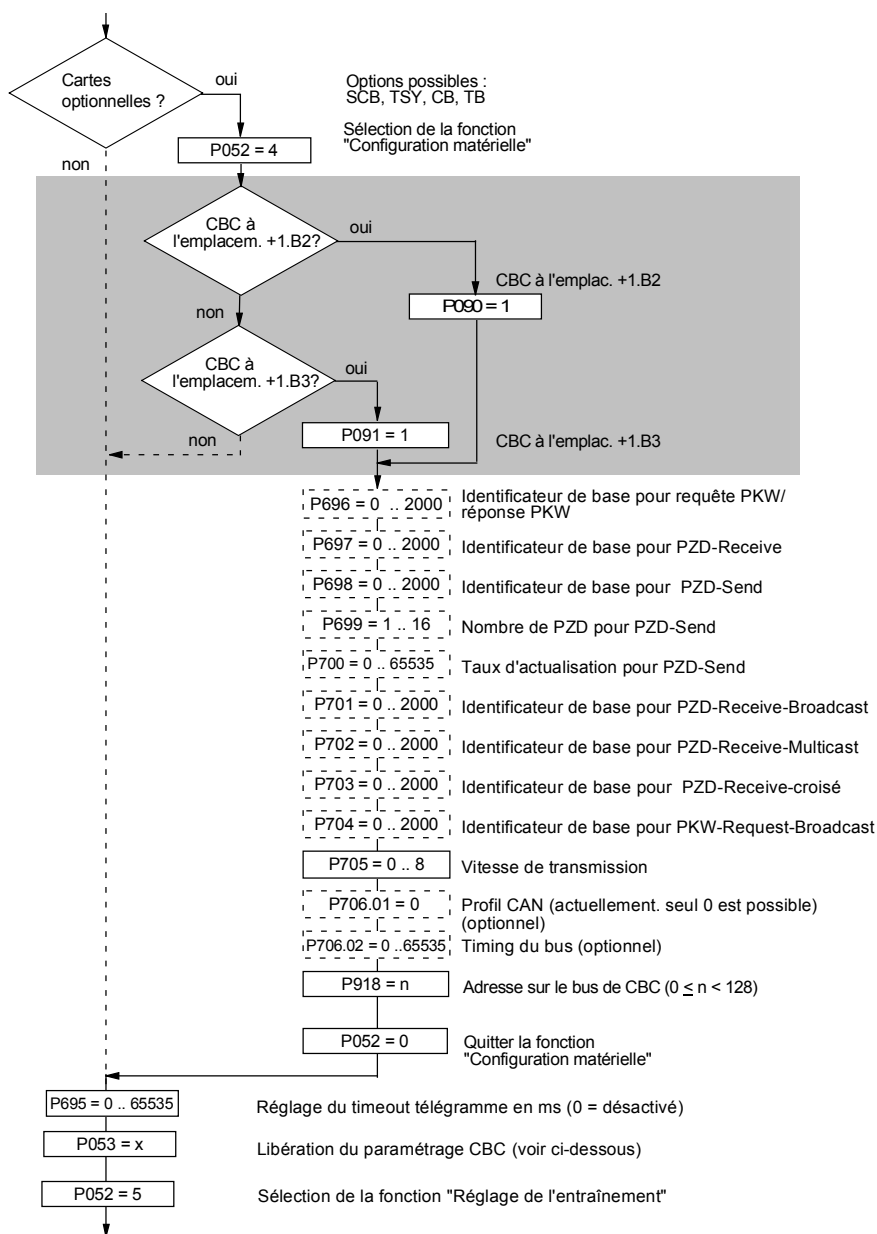 Cartes
optionnelles ?
oui
Options possibles :
SCB, TSY, CB, TB
Sélection de la fonction
"Configuration matérielle"
P052 = 4
non
CBC à
l'emplacem. +1.B2?
oui
CBC à l'emplac. +1.B2
P090 = 1
non
CBC à
l'emplacem. +1.B3?
oui
P091 = 1
non
CBC à l'emplac. +1.B3
P696 = 0 .. 2000
Identificateur de base pour requête PKW/
réponse PKW
P697 = 0 .. 2000
Identificateur de base pour PZD-Receive
P698 = 0 .. 2000
Identificateur de base pour PZD-Send
P699 = 1 .. 16
Nombre de PZD pour PZD-Send
P700 = 0 .. 65535
Taux d'actualisation pour PZD-Send
P701 = 0 .. 2000
Identificateur de base pour PZD-Receive-Broadcast
P702 = 0 .. 2000
Identificateur de base pour PZD-Receive-Multicast
P703 = 0 .. 2000
Identificateur de base pour PZD-Receive-croisé
P704 = 0 .. 2000
Identificateur de base pour PKW-Request-Broadcast
P705 = 0 .. 8
Vitesse de transmission
P706.01 = 0
Profil CAN (actuellement. seul 0 est possible)
(optionnel)
P706.02 = 0 ..65535
Timing du bus (optionnel)
P918 = n
Adresse sur le bus de CBC (0 ≤ n < 128)
P052 = 0
Quitter la fonction
"Configuration matérielle"
P695 = 0 .. 65535
Réglage du timeout télégramme en ms (0 = désactivé)
P053 = x
Libération du paramétrage CBC (voir ci-dessous)
P052 = 5
Sélection de la fonction "Réglage de l'entraînement"